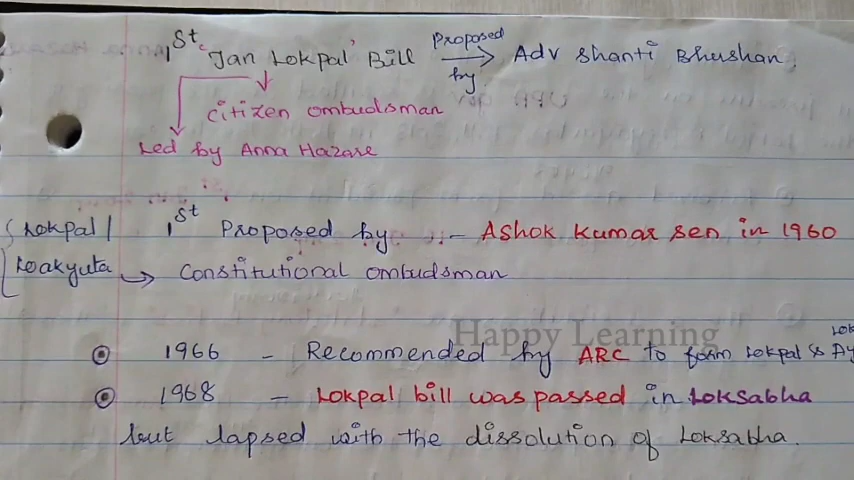 1st 'Jan Lokpal' Bill Proposed by → Adv Shanti Bhushan.
citizen ombudsman
Led by Anna Hazare
Lokpal / 1st Proposed by - Ashok Kumar Sen in 1960
Loakyuta → Constitutional ombudsman
Happy Learning
1966 - Recommended by ARC to form Lokpal &
1968 - Lokpal bill was passed in Loksabha
but lapsed with the dissolution of Loksabha.